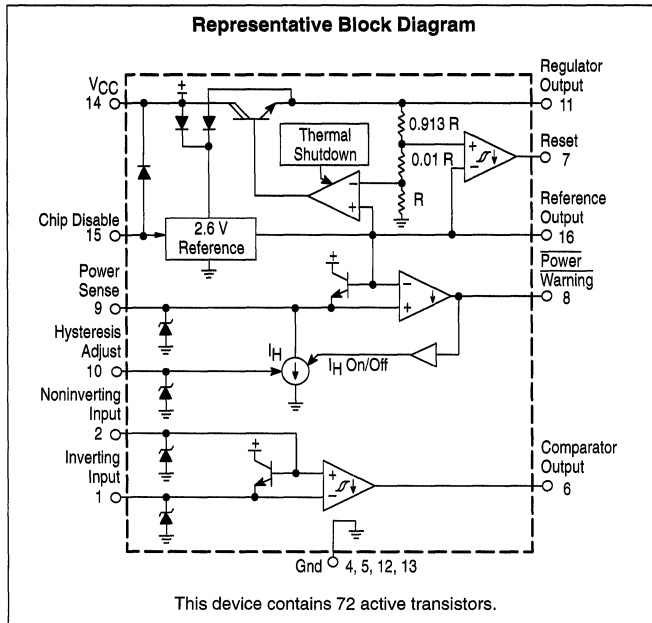 Representative Block Diagram
VCC
14
Regulator
Output
11
0.913 R
Thermal
Shutdown
0.01 R
Reset
7
R
Chip Disable
15
2.6 V
Reference
Reference
Output
16
Power
Sense
9
Power
Warning
8
Hysteresis
Adjust
10
IH
IH On/Off
Noninverting
Input
2
Inverting
Input
1
Comparator
Output
6
Gnd 4, 5, 12, 13
This device contains 72 active transistors.